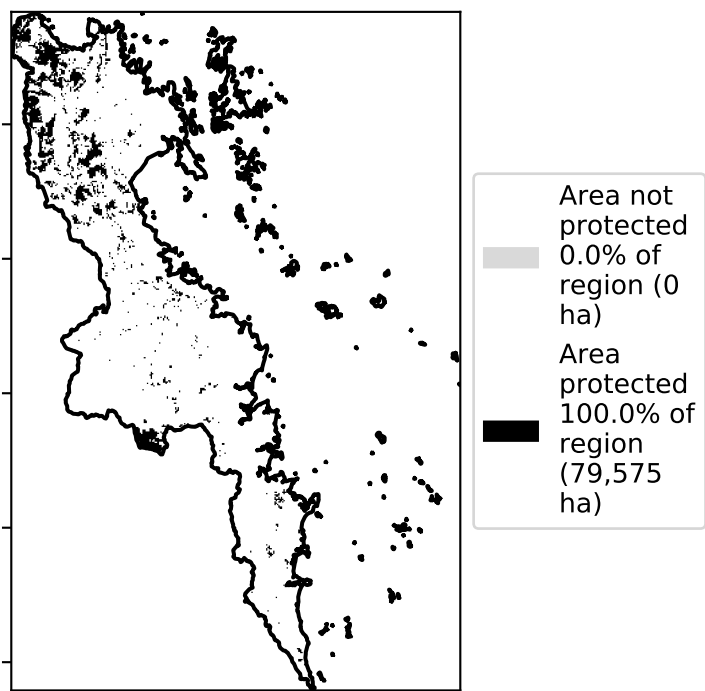 Area not
protected
0.0% of
region (0
ha)
Area
protected
100.0% of
region
(79,575
ha)